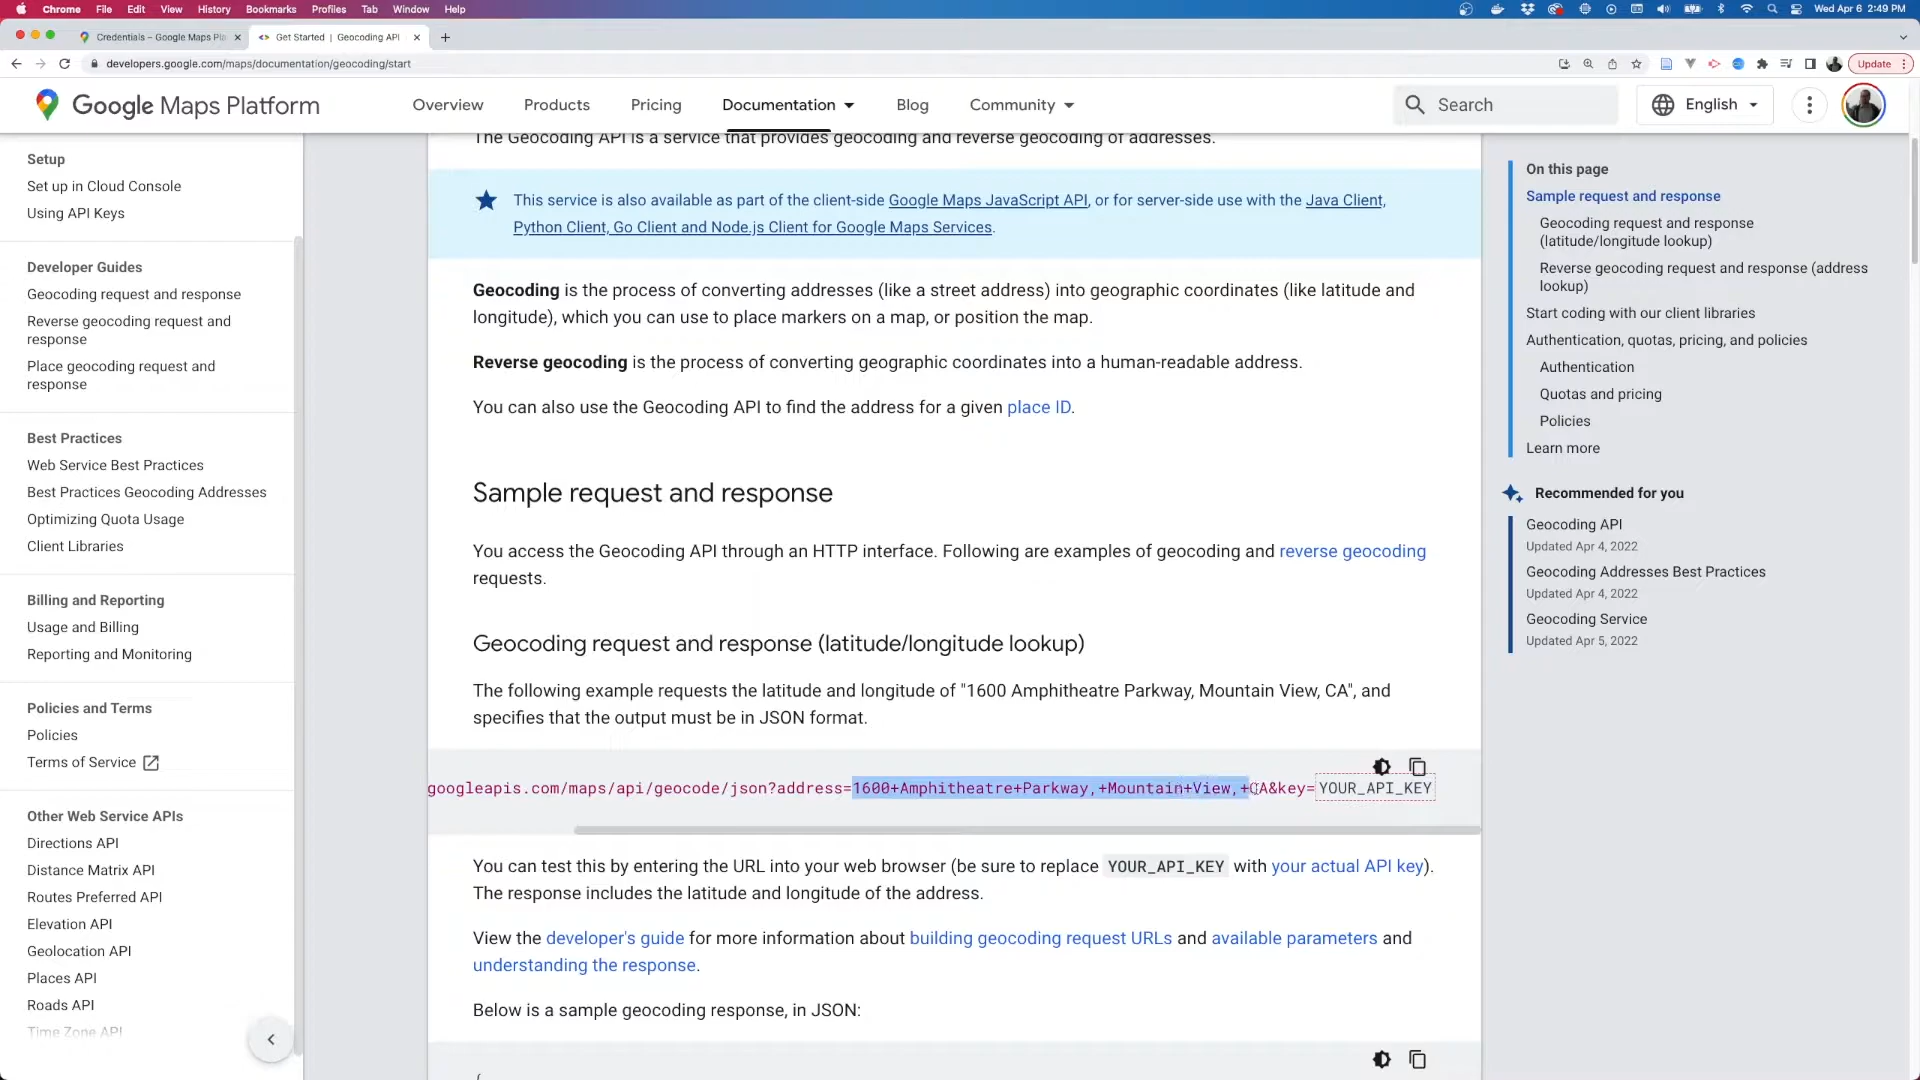 Chrome File Edit View History Bookmarks Profiles Tab Window Help Wed Apr 6 2:49 PM
Credentials – Google Maps Pla Get Started | Geocoding API
developers.google.com/maps/documentation/geocoding/start Update
Google Maps Platform Overview Products Pricing Documentation Blog Community Search English
Setup
Set up in Cloud Console
Using API Keys
Developer Guides
Geocoding request and response
Reverse geocoding request and
response
Place geocoding request and
response
Best Practices
Web Service Best Practices
Best Practices Geocoding Addresses
Optimizing Quota Usage
Client Libraries
Billing and Reporting
Usage and Billing
Reporting and Monitoring
Policies and Terms
Policies
Terms of Service
Other Web Service APIs
Directions API
Distance Matrix API
Routes Preferred API
Elevation API
Geolocation API
Places API
Roads API
Time Zone API
The Geocoding API is a service that provides geocoding and reverse geocoding of addresses.
This service is also available as part of the client-side Google Maps JavaScript API, or for server-side use with the Java Client,
Python Client, Go Client and Node.js Client for Google Maps Services.
Geocoding is the process of converting addresses (like a street address) into geographic coordinates (like latitude and
longitude), which you can use to place markers on a map, or position the map.
Reverse geocoding is the process of converting geographic coordinates into a human-readable address.
You can also use the Geocoding API to find the address for a given place ID.
Sample request and response
You access the Geocoding API through an HTTP interface. Following are examples of geocoding and reverse geocoding
requests.
Geocoding request and response (latitude/longitude lookup)
The following example requests the latitude and longitude of "1600 Amphitheatre Parkway, Mountain View, CA", and
specifies that the output must be in JSON format.
googleapis.com/maps/api/geocode/json?address=1600+Amphitheatre+Parkway,+Mountain+View,+CA&key=YOUR_API_KEY
You can test this by entering the URL into your web browser (be sure to replace YOUR_API_KEY with your actual API key).
The response includes the latitude and longitude of the address.
View the developer's guide for more information about building geocoding request URLs and available parameters and
understanding the response.
Below is a sample geocoding response, in JSON:
{
On this page
Sample request and response
Geocoding request and response
(latitude/longitude lookup)
Reverse geocoding request and response (address
lookup)
Start coding with our client libraries
Authentication, quotas, pricing, and policies
Authentication
Quotas and pricing
Policies
Learn more
Recommended for you
Geocoding API
Updated Apr 4, 2022
Geocoding Addresses Best Practices
Updated Apr 4, 2022
Geocoding Service
Updated Apr 5, 2022